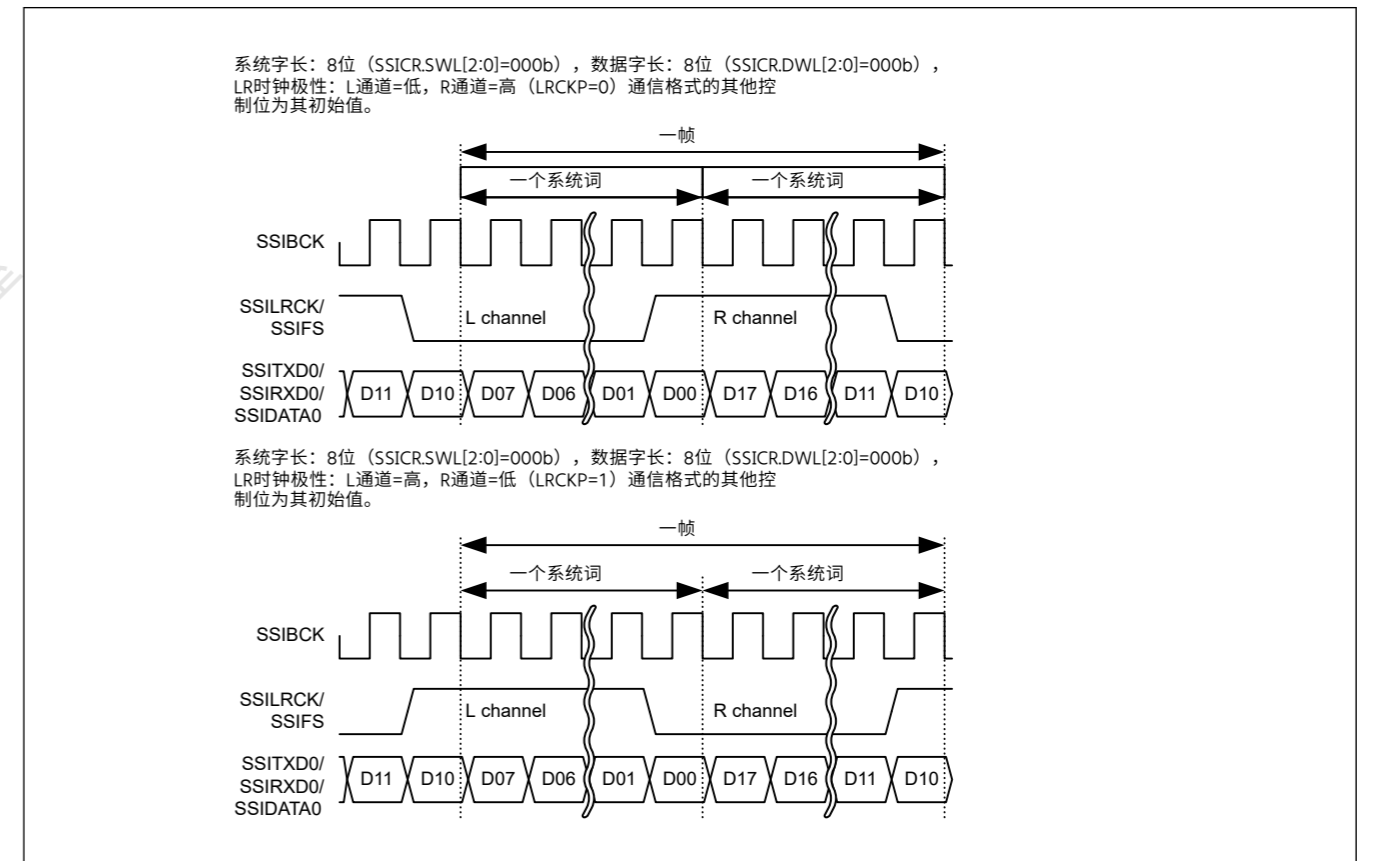 系统字长：8位（SSICR.SWL[2:0]=000b），数据字长：8位（SSICR.DWL[2:0]=000b），
LR时钟极性：L通道=低，R通道=高（LRCKP=0）通信格式的其他控
制位为其初始值。
一帧
一个系统词 一个系统词
SSIBCK
SSILRCK/
SSIFS
L channel R channel
SSITXD0/
SSIRXD0/
SSIDATA0
D11 D10 D07 D06 D01 D00 D17 D16 D11 D10
系统字长：8位（SSICR.SWL[2:0]=000b），数据字长：8位（SSICR.DWL[2:0]=000b），
LR时钟极性：L通道=高，R通道=低（LRCKP=1）通信格式的其他控
制位为其初始值。
一帧
一个系统词 一个系统词
SSIBCK
SSILRCK/
SSIFS
L channel R channel
SSITXD0/
SSIRXD0/
SSIDATA0
D11 D10 D07 D06 D01 D00 D17 D16 D11 D10